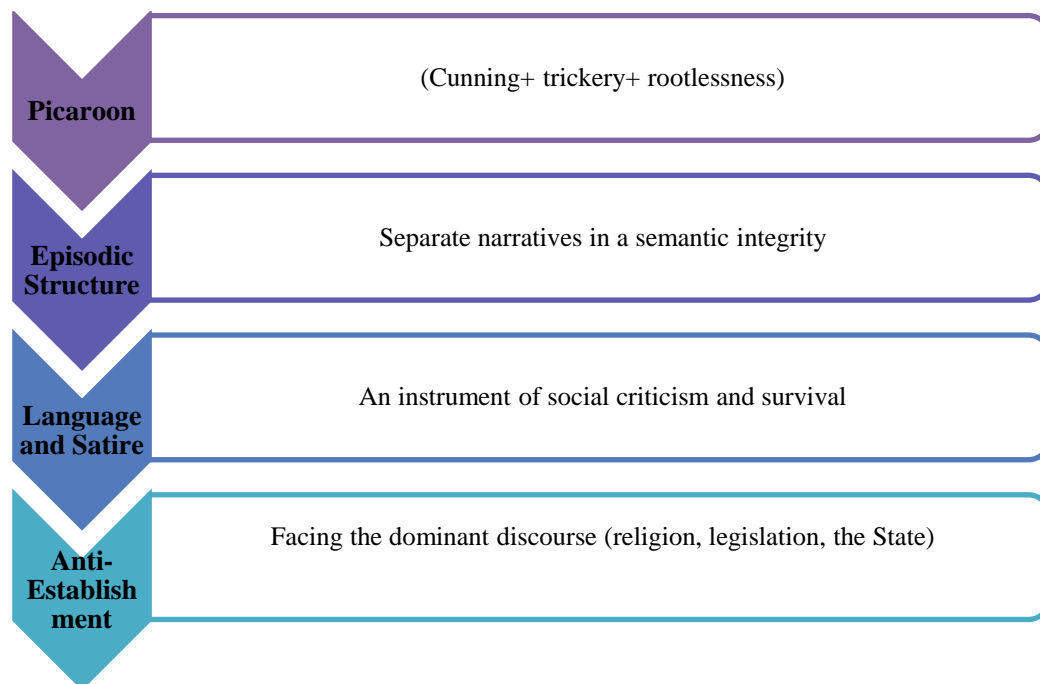 Picaroon
(Cunning+ trickery+ rootlessness)
Episodic
Structure
Separate narratives in a semantic integrity
Language
and Satire
An instrument of social criticism and survival
Anti-
Establish
ment
Facing the dominant discourse (religion, legislation, the State)